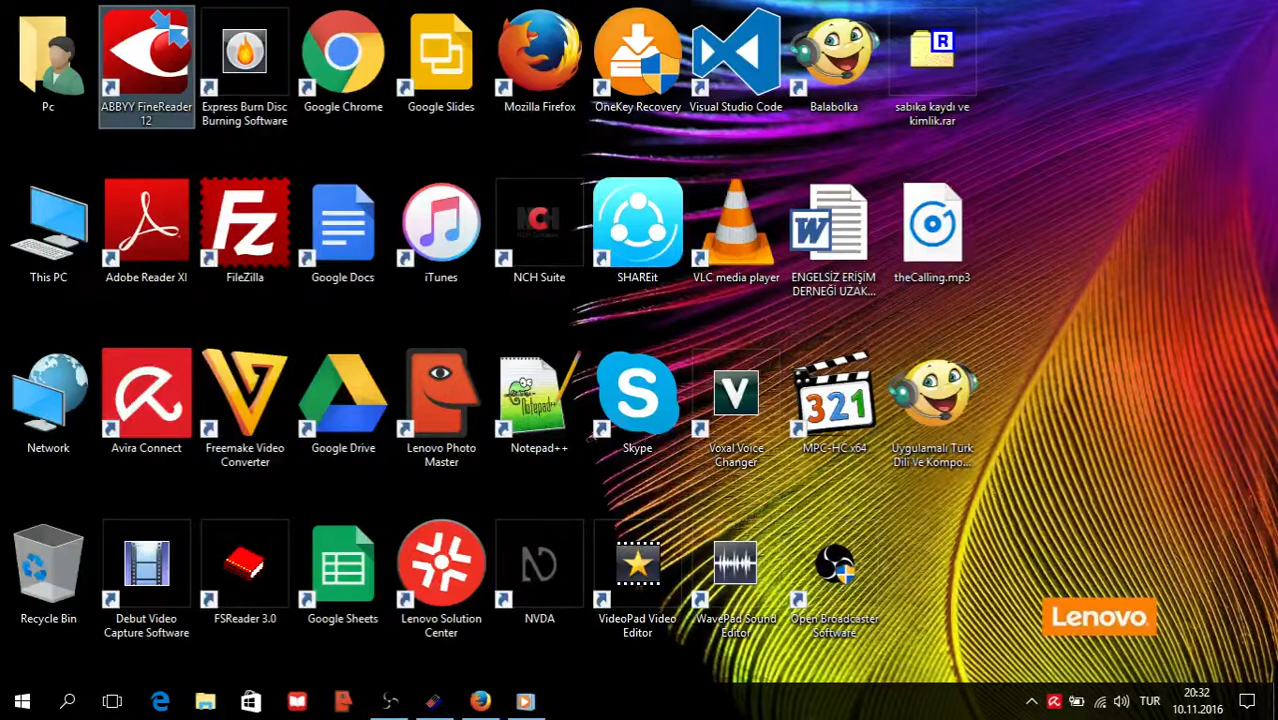 Pc
ABBYY FineReader
12
Express Burn Disc
Burning Software
Google Chrome
Google Slides
Mozilla Firefox
OneKey Recovery
Visual Studio Code
Balabolka
R
sabıka kaydı ve
kimlik.rar
This PC
Adobe Reader XI
Fz
FileZilla
Google Docs
iTunes
NCH
NCH Suite
SHAREit
VLC media player
W
ENGELSİZ ERİŞİM
DERNEĞİ UZAK...
theCalling.mp3
Network
Avira Connect
Freemake Video
Converter
Google Drive
Lenovo Photo
Master
Notepad++
Notepad++
S
Skype
V
Voxal Voice
Changer
321
MPC-HC x64
Uygulamalı Türk
Dili Ve Kompo...
Recycle Bin
Debut Video
Capture Software
FSReader 3.0
Google Sheets
Lenovo Solution
Center
NVDA
VideoPad Video
Editor
WavePad Sound
Editor
Open Broadcaster
Software
Lenovo
TUR
20:32
10.11.2016